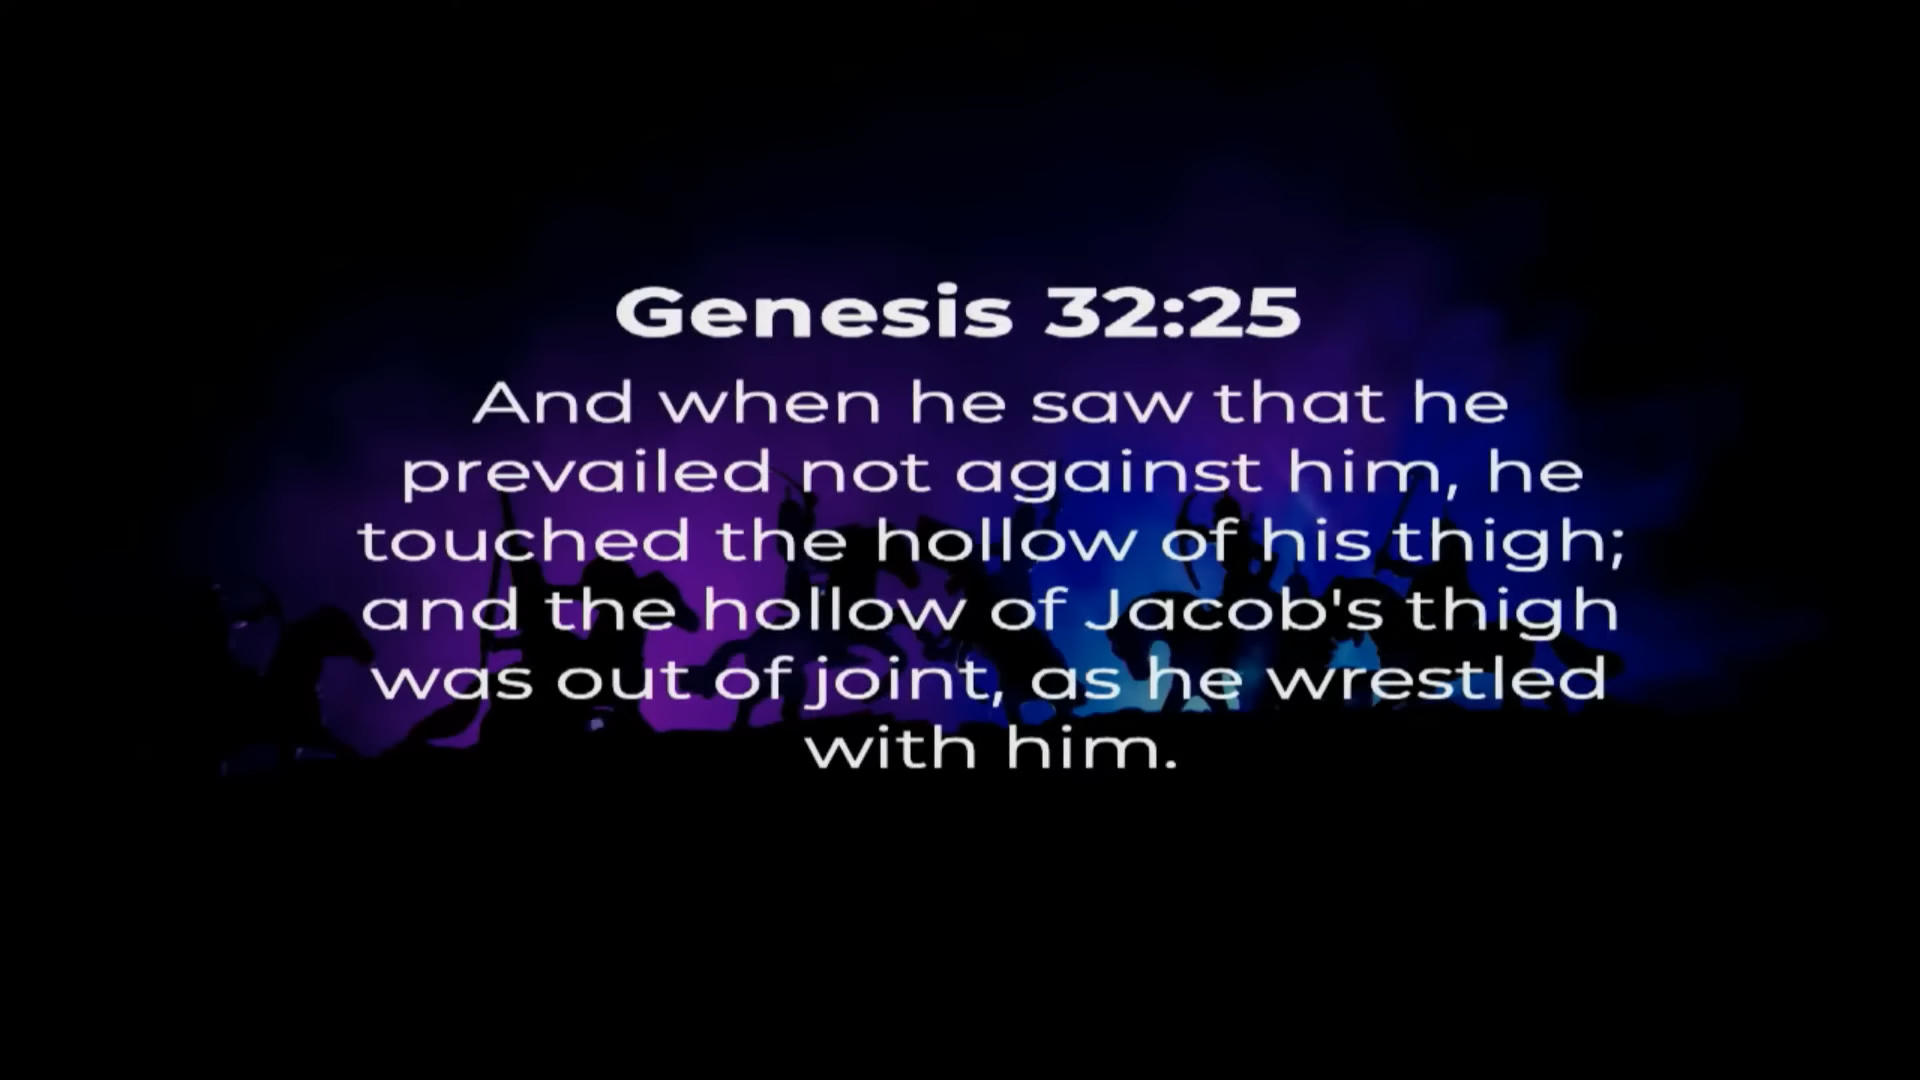 Genesis 32:25
And when he saw that he
prevailed not against him, he
touched the hollow of his thigh;
and the hollow of Jacob's thigh
was out of joint, as he wrestled
with him.